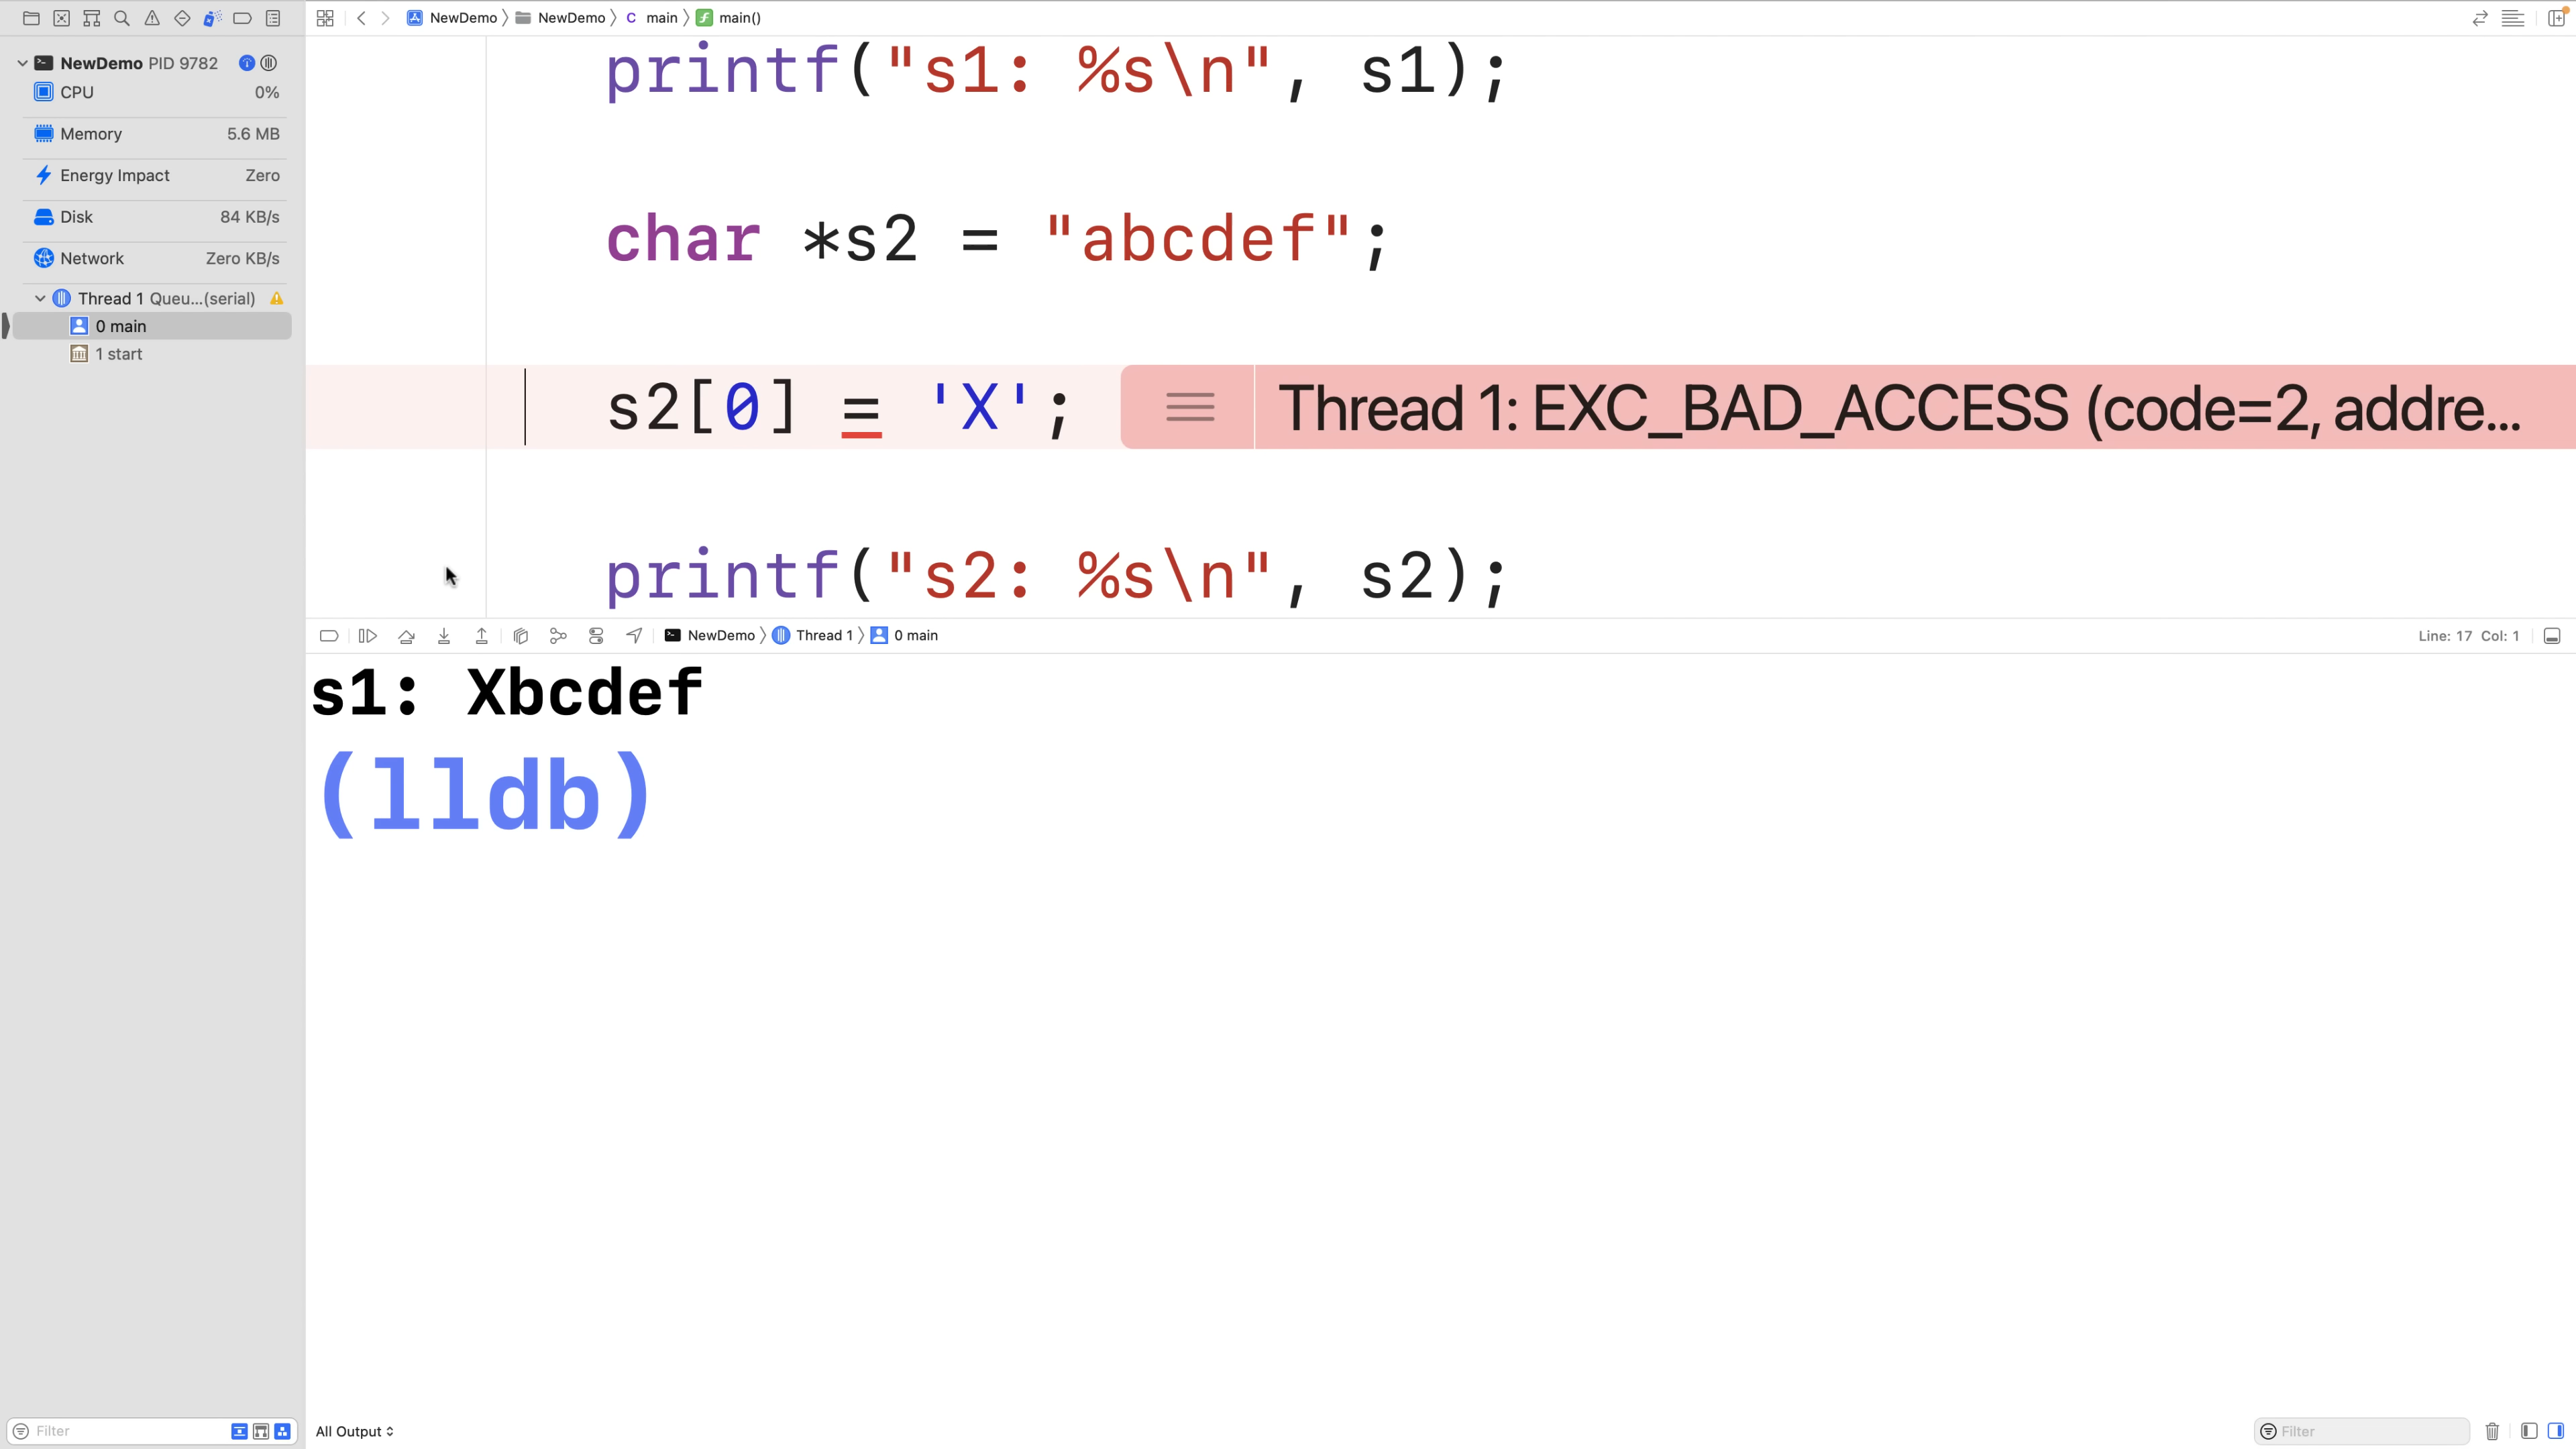 NewDemo > NewDemo > C main > f main()
NewDemo PID 9782
CPU 0%
Memory 5.6 MB
Energy Impact Zero
Disk 84 KB/s
Network Zero KB/s
Thread 1 Queu...(serial)
0 main
1 start
printf("s1: %s\n", s1);
char *s2 = "abcdef";
s2[0] = 'X'; Thread 1: EXC_BAD_ACCESS (code=2, addre...
printf("s2: %s\n", s2);
NewDemo > Thread 1 > 0 main Line: 17 Col: 1
s1: Xbcdef
(lldb)
Filter All Output Filter